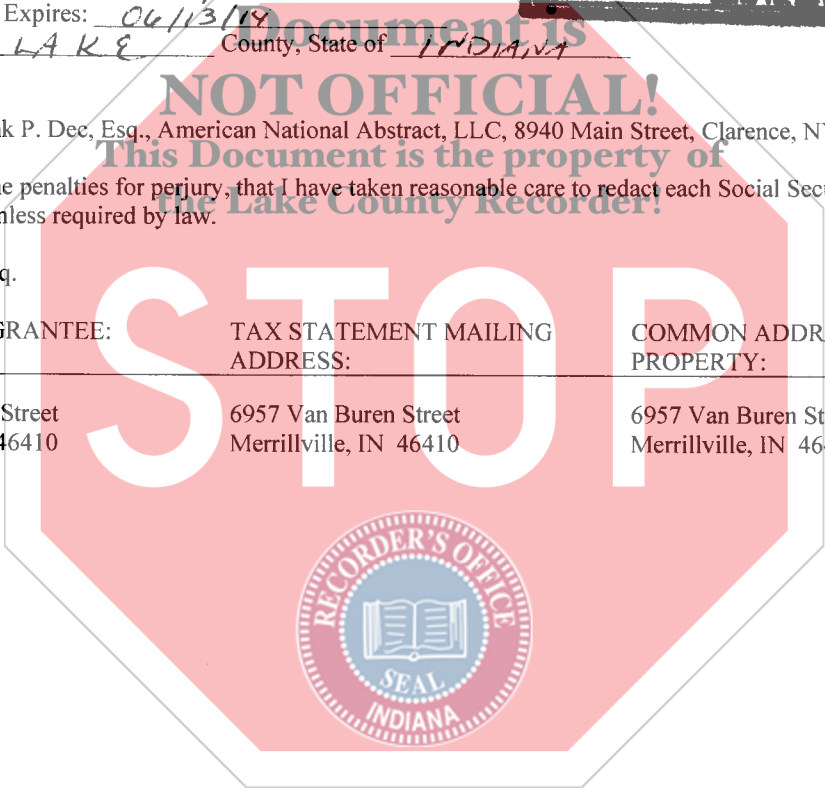 Expires: 06/13/14
LAKE County, State of INDIANA
Document is
NOT OFFICIAL!
k P. Dec, Esq., American National Abstract, LLC, 8940 Main Street, Clarence, NY
This Document is the property of
e penalties for perjury, that I have taken reasonable care to redact each Social Secu
the Lake County Recorder!
nless required by law.
q.
STOP
GRANTEE: TAX STATEMENT MAILING COMMON ADDR
ADDRESS: PROPERTY:
Street 6957 Van Buren Street 6957 Van Buren St
46410 Merrillville, IN 46410 Merrillville, IN 464
RECORDER'S OFFICE
SEAL
INDIANA